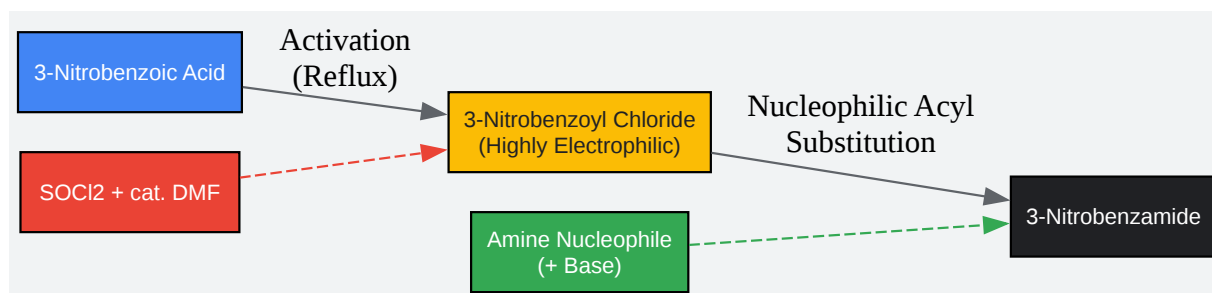 3-Nitrobenzoic Acid
Activation
(Reflux)
SOCl2 + cat. DMF
3-Nitrobenzoyl Chloride
(Highly Electrophilic)
Nucleophilic Acyl
Substitution
Amine Nucleophile
(+ Base)
3-Nitrobenzamide